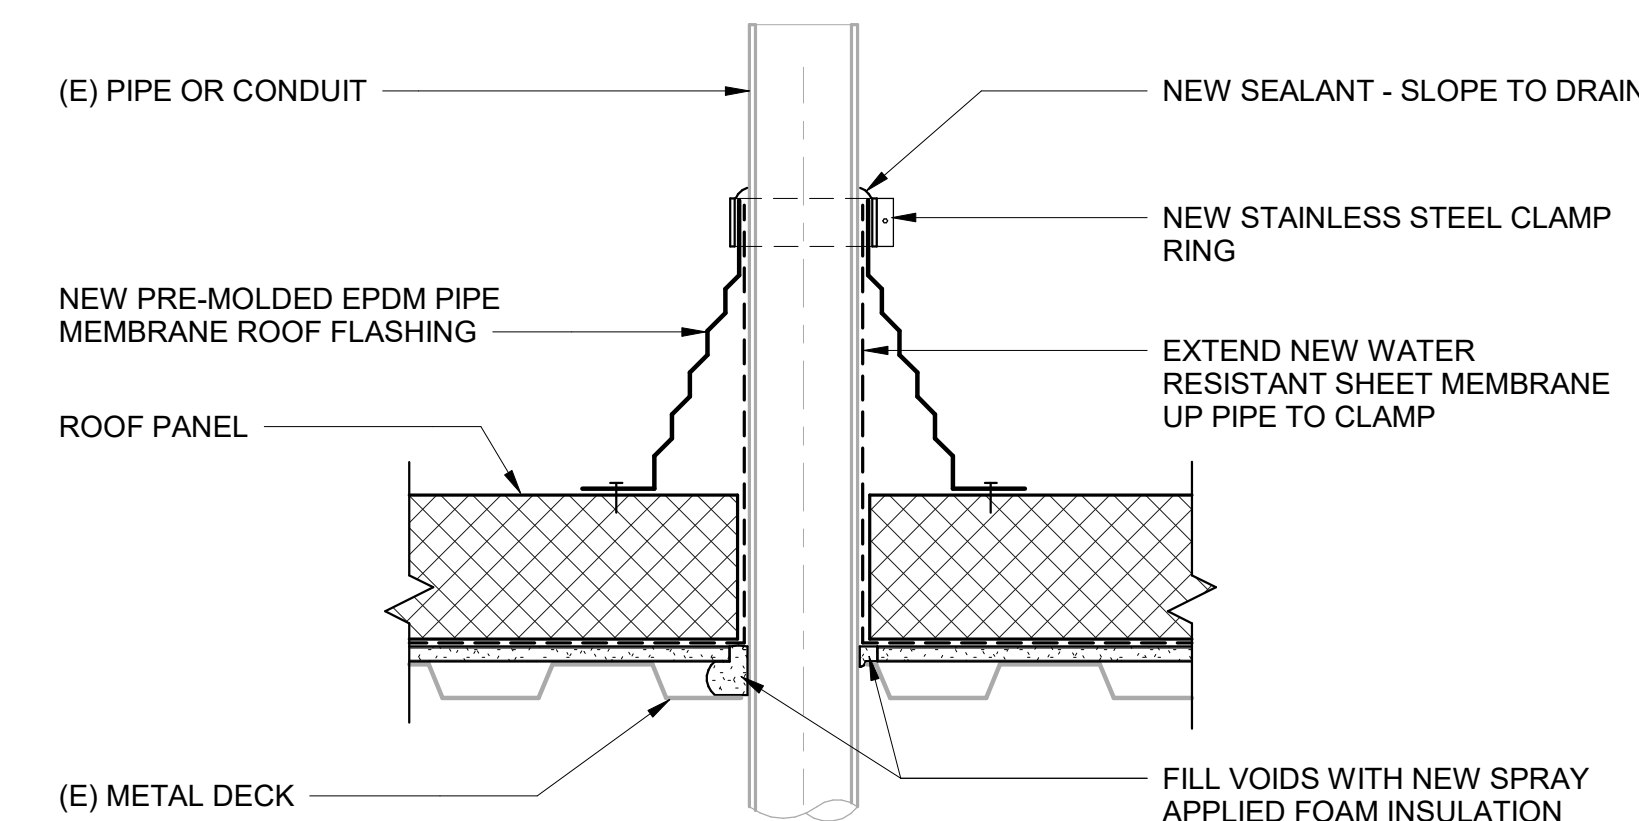 (E) PIPE OR CONDUIT
NEW SEALANT - SLOPE TO DRAIN
NEW STAINLESS STEEL CLAMP
RING
NEW PRE-MOLDED EPDM PIPE
MEMBRANE ROOF FLASHING
EXTEND NEW WATER
RESISTANT SHEET MEMBRANE
UP PIPE TO CLAMP
ROOF PANEL
(E) METAL DECK
FILL VOIDS WITH NEW SPRAY
APPLIED FOAM INSULATION